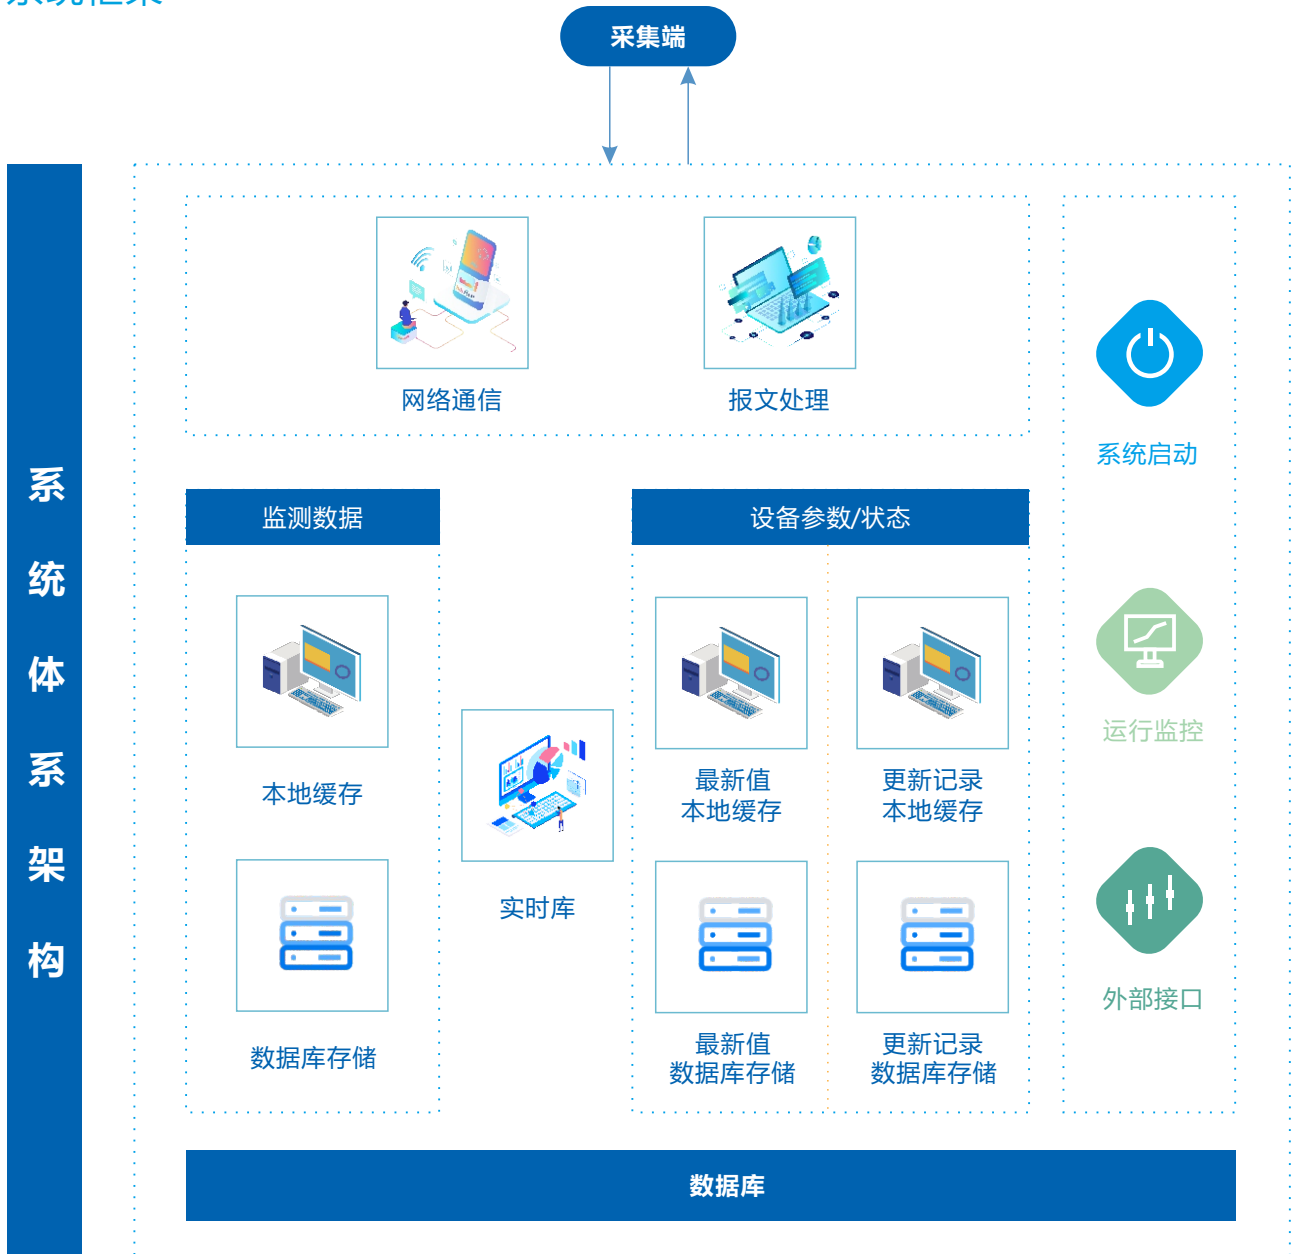 系统框架
采集端
系统体系架构
网络通信
报文处理
系统启动
监测数据
设备参数/状态
运行监控
本地缓存
最新值
本地缓存
更新记录
本地缓存
实时库
外部接口
数据库存储
最新值
数据库存储
更新记录
数据库存储
数据库